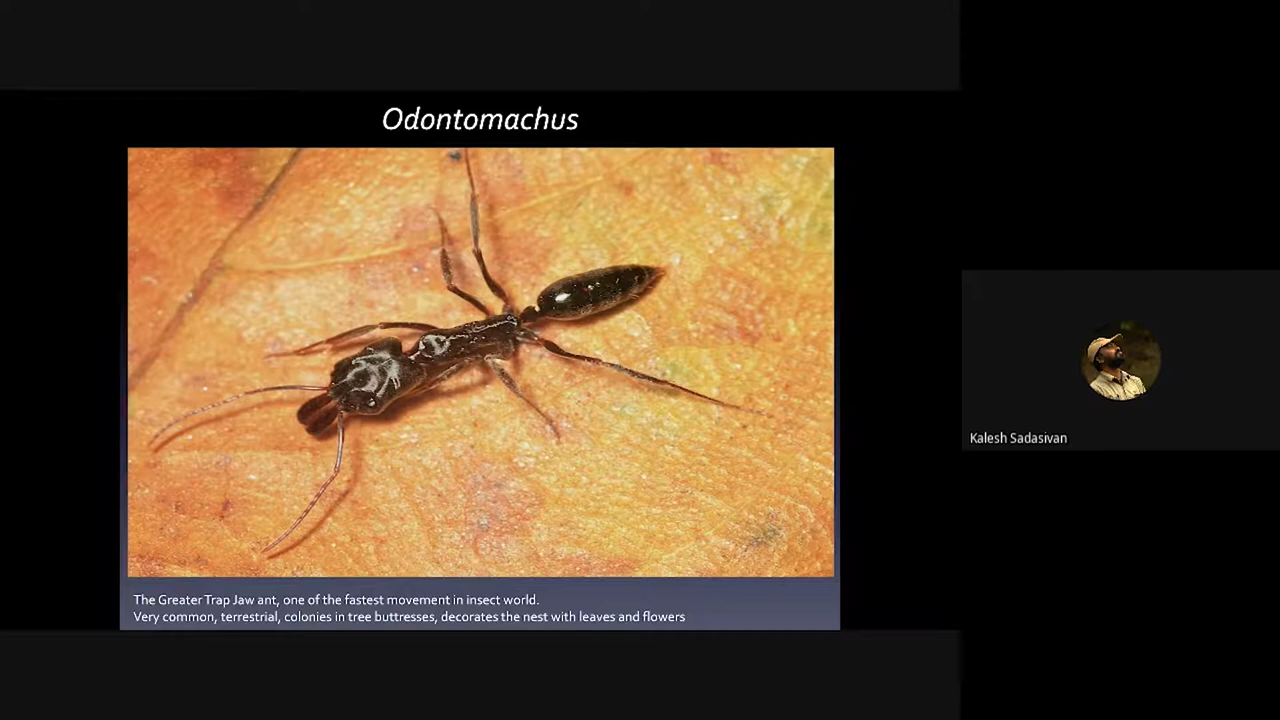 Odontomachus
Kalesh Sadasivan
The Greater Trap Jaw ant, one of the fastest movement in insect world.
Very common, terrestrial, colonies in tree buttresses, decorates the nest with leaves and flowers